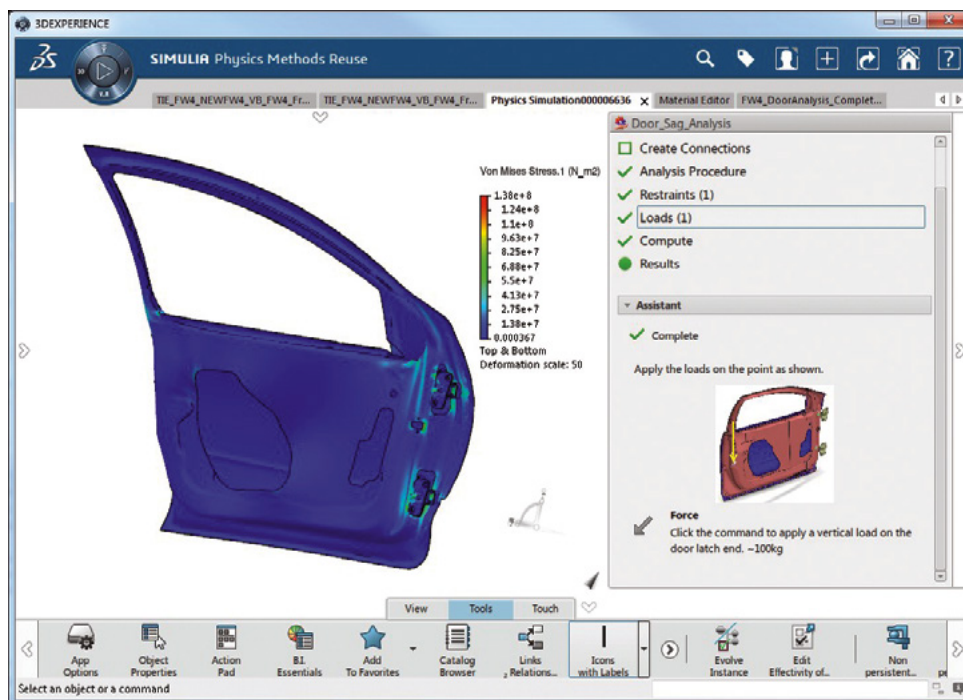 3DEXPERIENCE
SIMULIA Physics Methods Reuse
TIE_FW4_NEWFW4_VB_FW4_Fr... TIE_FW4_NEWFW4_VB_FW4_Fr... Physics Simulation000006636 x Material Editor FW4_DoorAnalysis_Complet...
Door_Sag_Analysis
Create Connections
Analysis Procedure
Restraints (1)
Loads (1)
Compute
Results
Assistant
Complete
Apply the loads on the point as shown.
Force
Click the command to apply a vertical load on the
door latch end. ~100kg
Von Mises Stress.1 (N_m2)
1.38e+8
1.24e+8
1.1e+8
9.63e+7
8.25e+7
6.88e+7
5.5e+7
4.13e+7
2.75e+7
1.38e+7
0.000367
Top & Bottom
Deformation scale: 50
View Tools Touch
App
Options
Object
Properties
Action
Pad
B.I.
Essentials
Add
To Favorites
Catalog
Browser
Links
Relations...
Icons
with Labels
Evolve
Instance
Edit
Effectivity of...
Non
persistent...
Select an object or a command